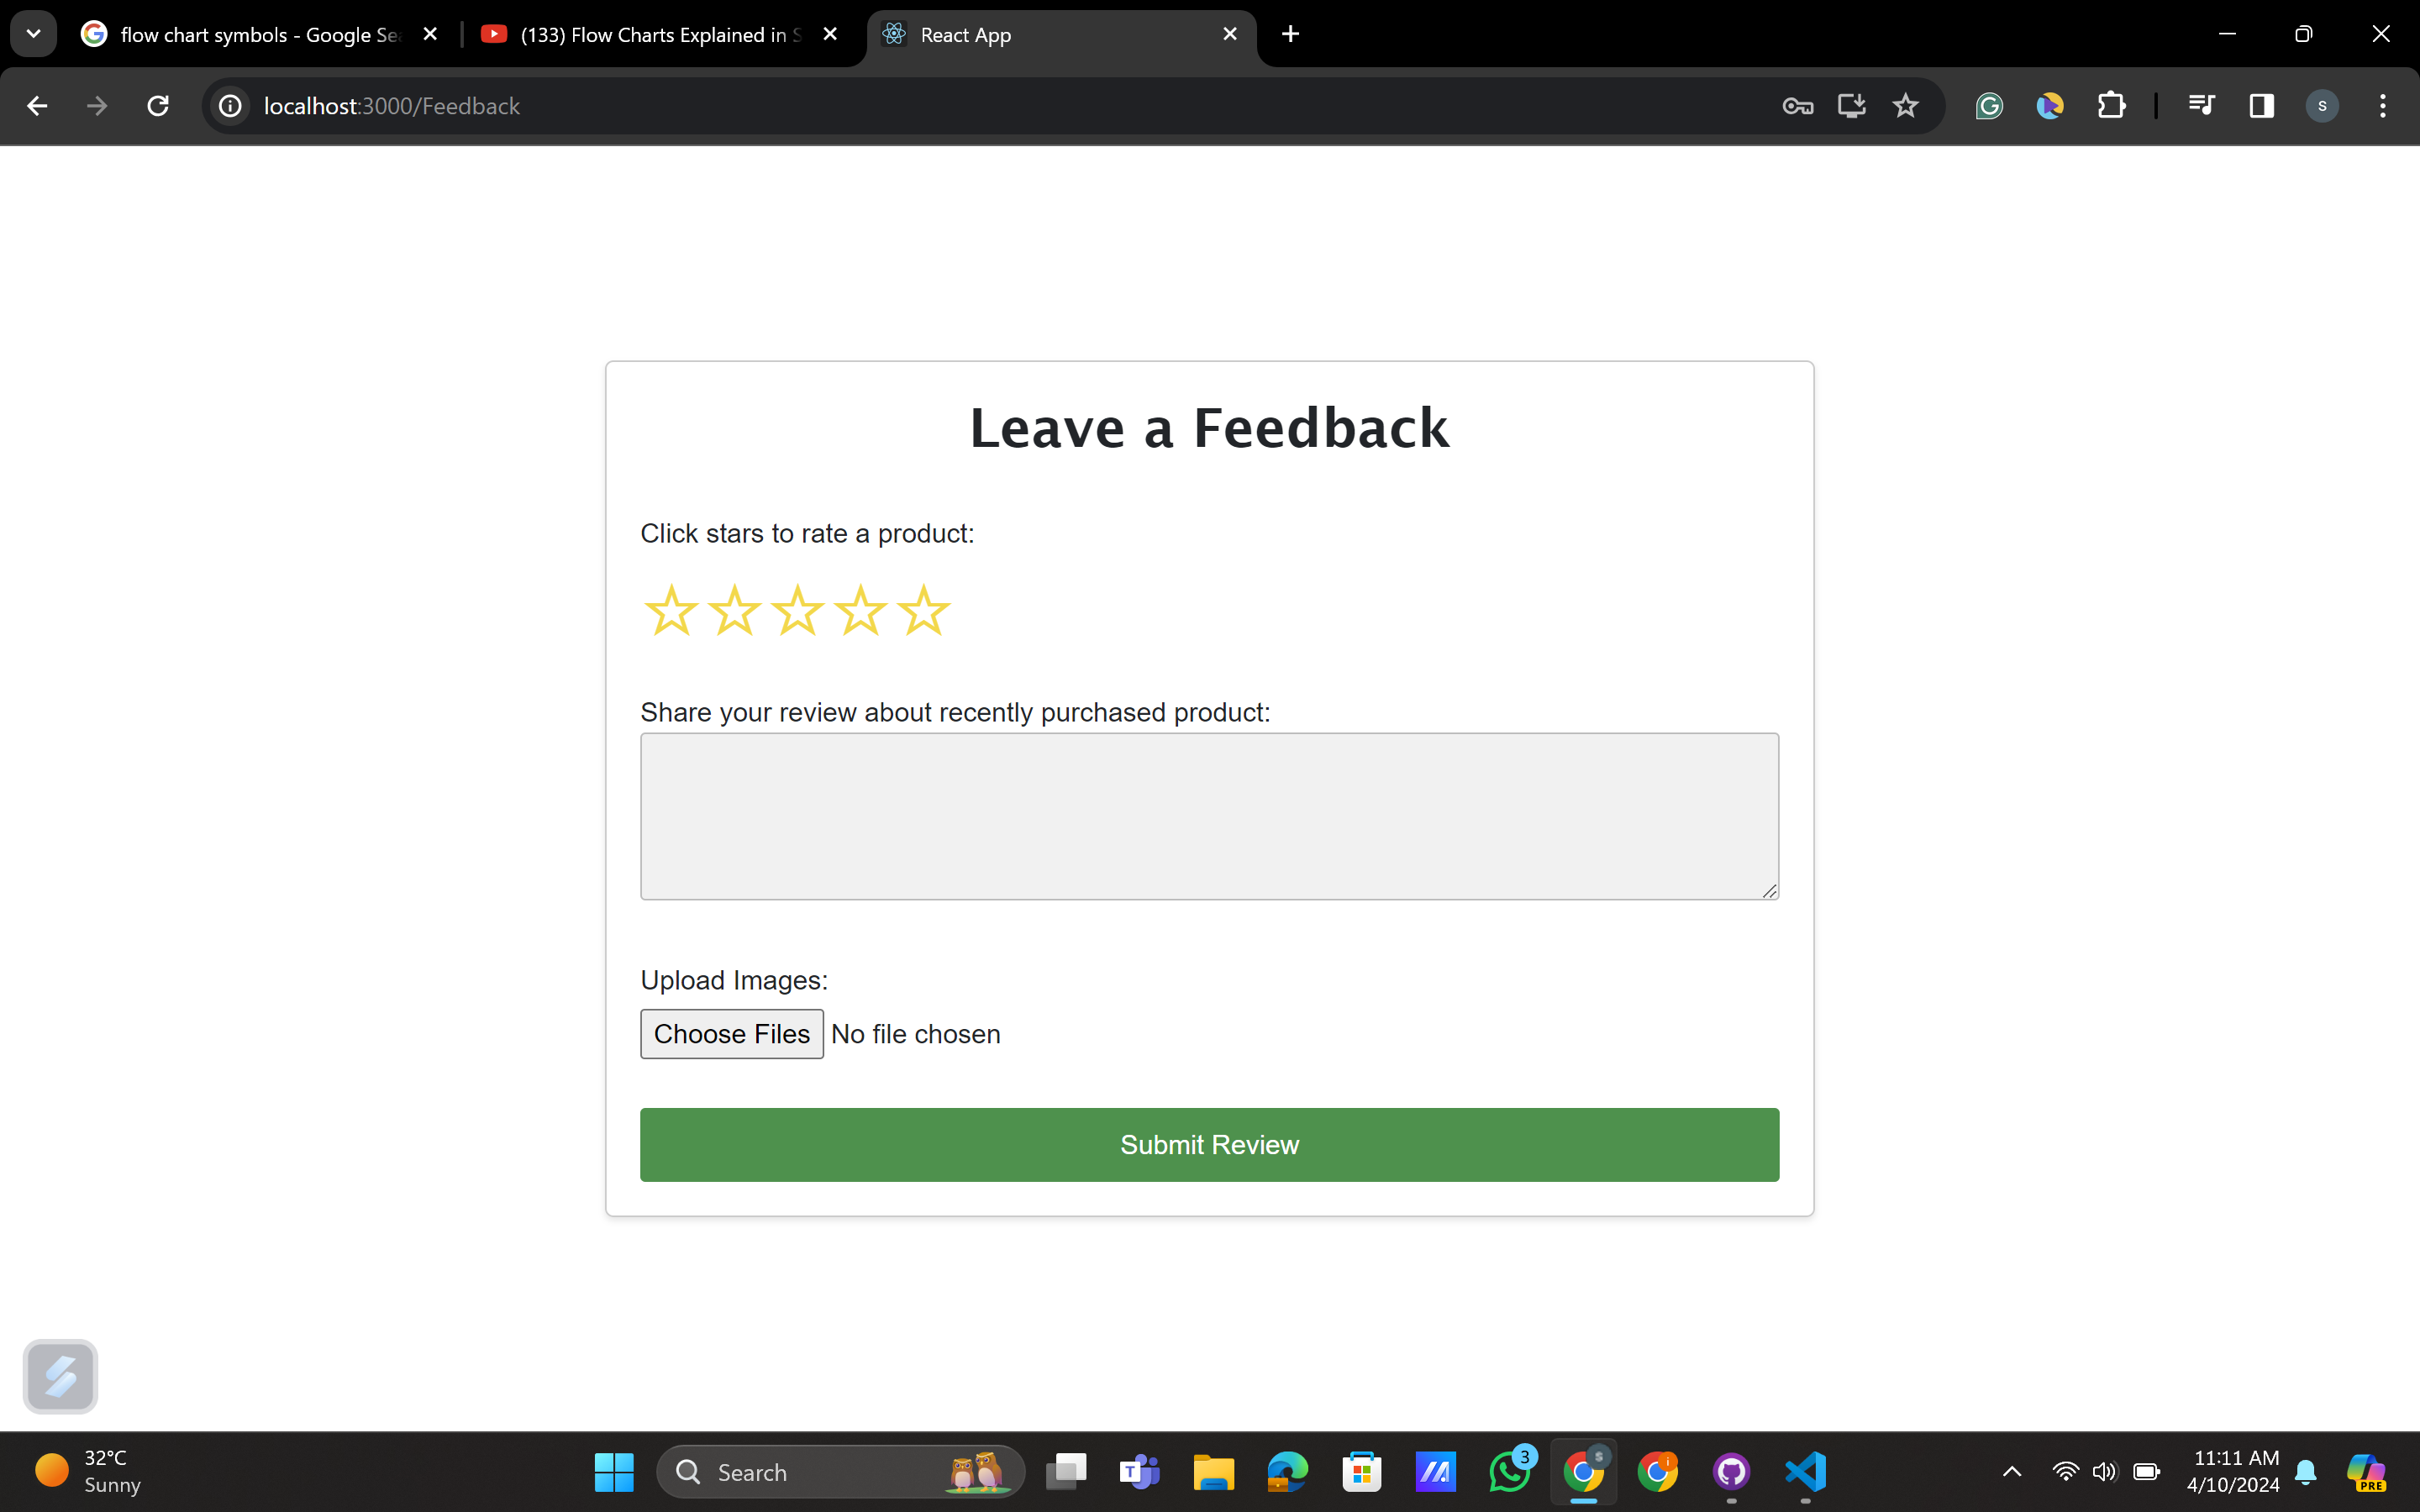 flow chart symbols - Google Se
(133) Flow Charts Explained in S
React App
localhost:3000/Feedback
S
Leave a Feedback
Click stars to rate a product:
Share your review about recently purchased product:
Upload Images:
Choose Files No file chosen
Submit Review
32°C
Sunny
Search
T
3
S
i
11:11 AM
4/10/2024
PRE